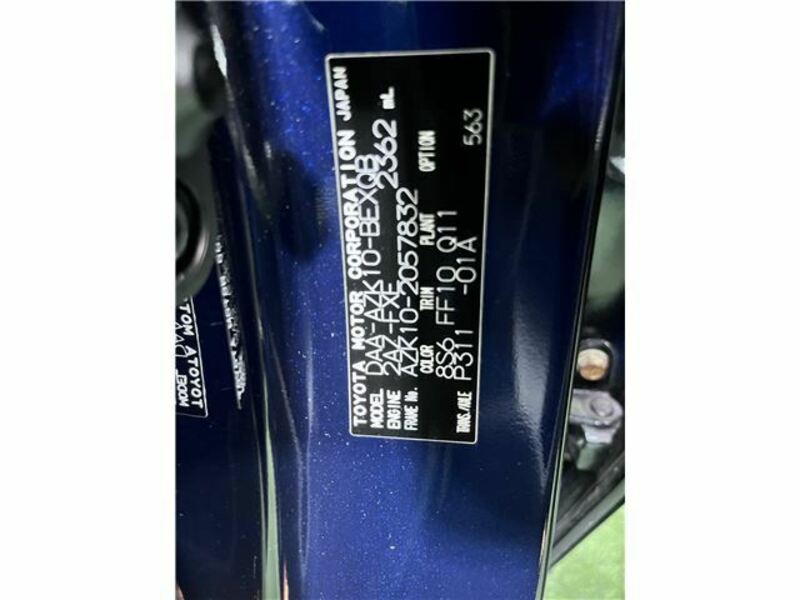 TOYOTA MOTOR CORPORATION JAPAN
MODEL DAA-AZK10-BEXQB
ENGINE 2AZ-FXE 2362 mL
FRAME No. AZK10-2057832
COLOR TRIM PLANT OPTION
8S6 FF10 Q11
TRANS./AXLE P311 -01A 563